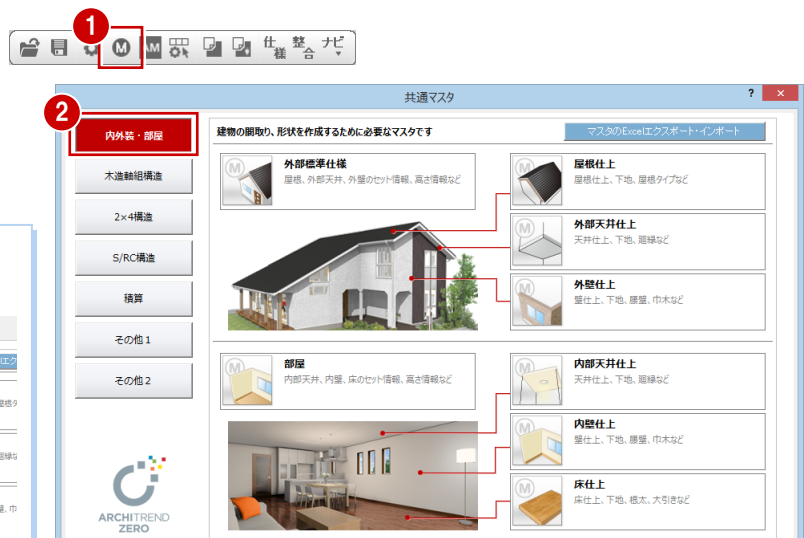 1
M
AM
仕様
整合
ナビ
共通マスタ
?
×
2
内外装・部屋
木造軸組構造
2×4構造
S/RC構造
積算
その他1
その他2
ARCHITREND
ZERO
建物の間取り、形状を作成するために必要なマスタです
マスタのExcelエクスポート・インポート
M
外部標準仕様
屋根、外部天井、外壁のセット情報、高さ情報など
M
屋根仕上
屋根仕上、下地、屋根タイプなど
M
外部天井仕上
天井仕上、下地、廻縁など
M
外壁仕上
壁仕上、下地、腰壁、巾木など
M
部屋
内部天井、内壁、床のセット情報、高さ情報など
M
内部天井仕上
天井仕上、下地、廻縁など
M
内壁仕上
壁仕上、下地、腰壁、巾木など
M
床仕上
床仕上、下地、根太、大引きなど